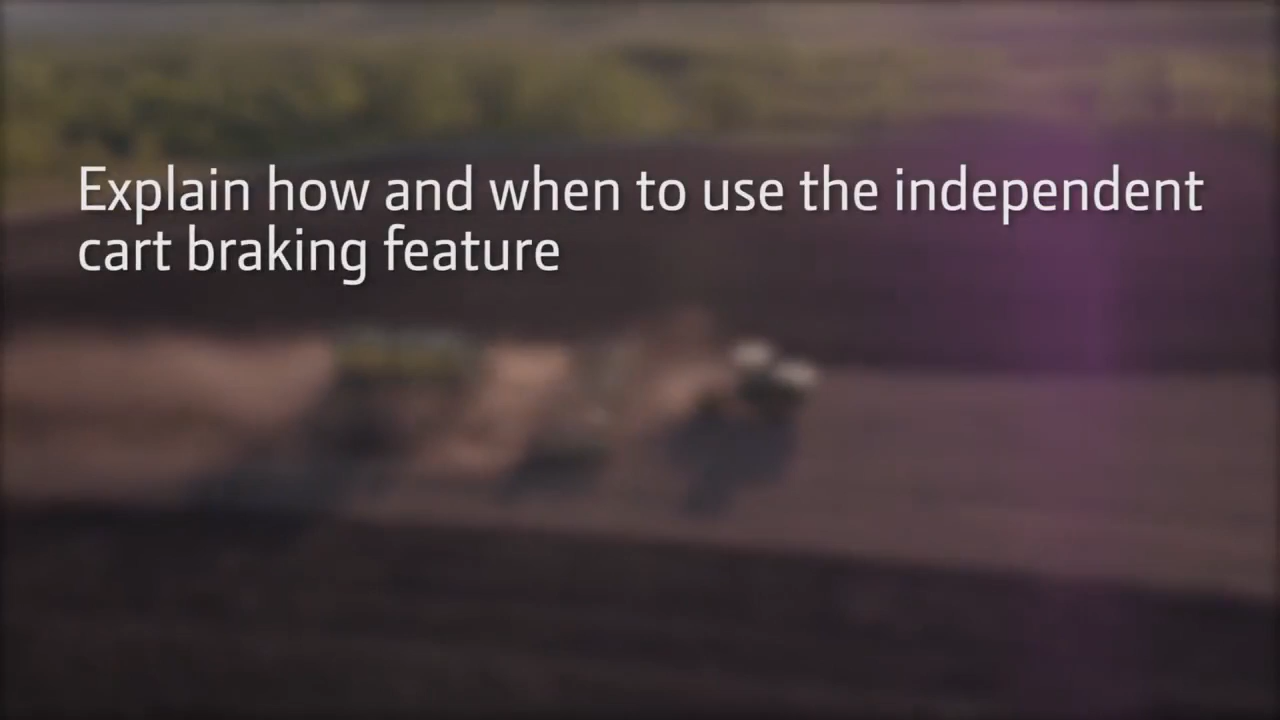 Explain how and when to use the independent
cart braking feature